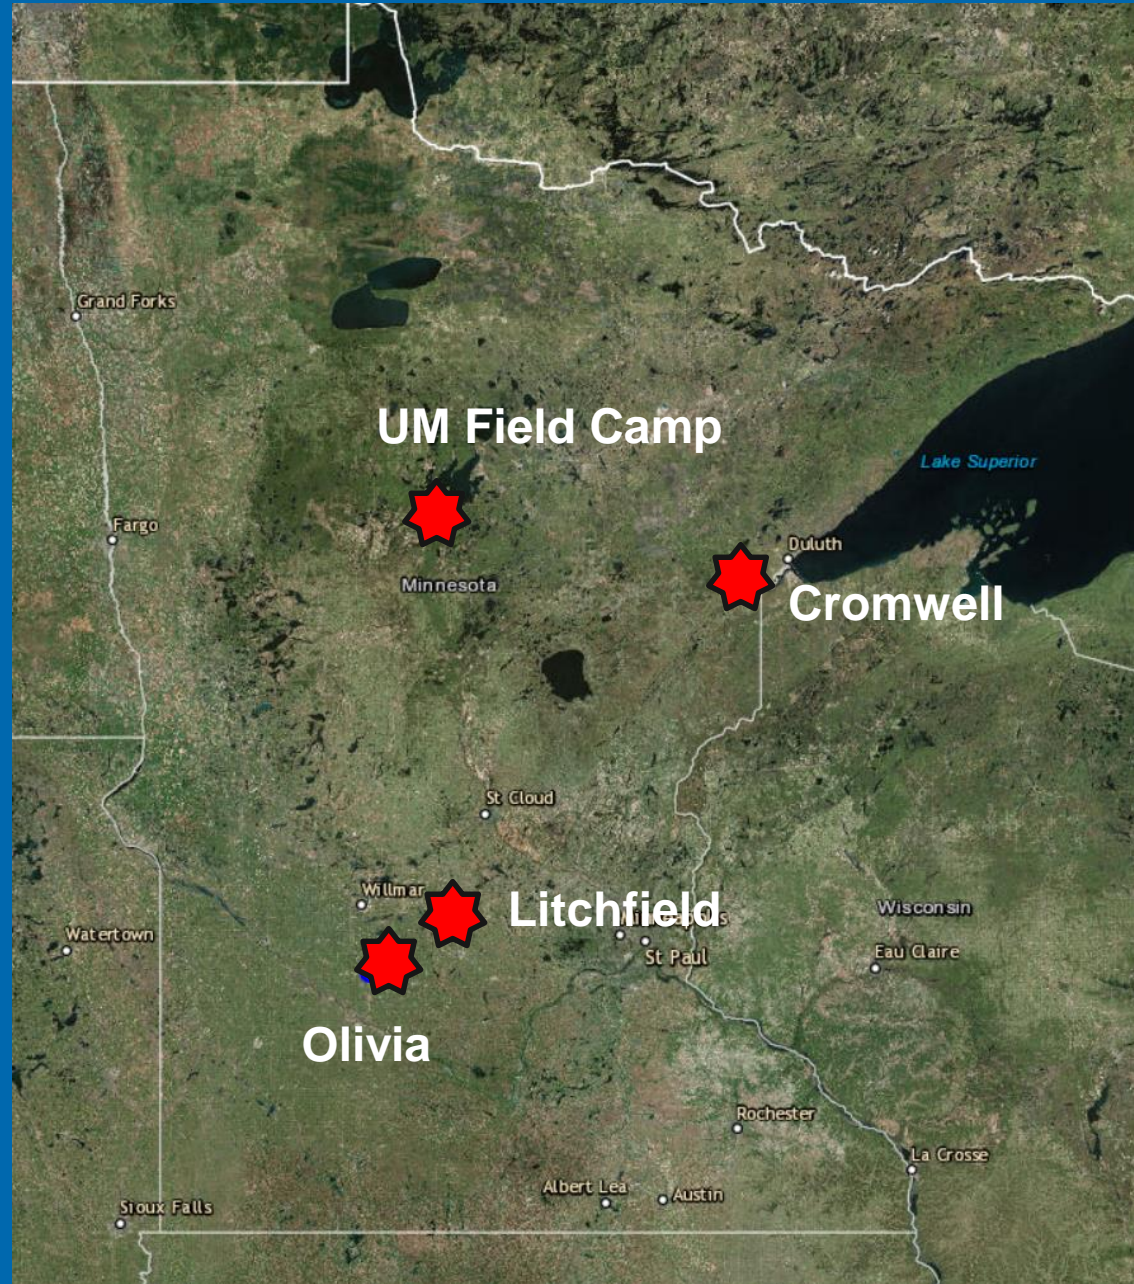 Grand Forks
UM Field Camp
Lake Superior
Fargo
Duluth
Minnesota
Cromwell
St Cloud
Willmar
Litchfield
Minneapolis
Wisconsin
Watertown
St Paul
Eau Claire
Olivia
Rochester
La Crosse
Albert Lea
Austin
Sioux Falls